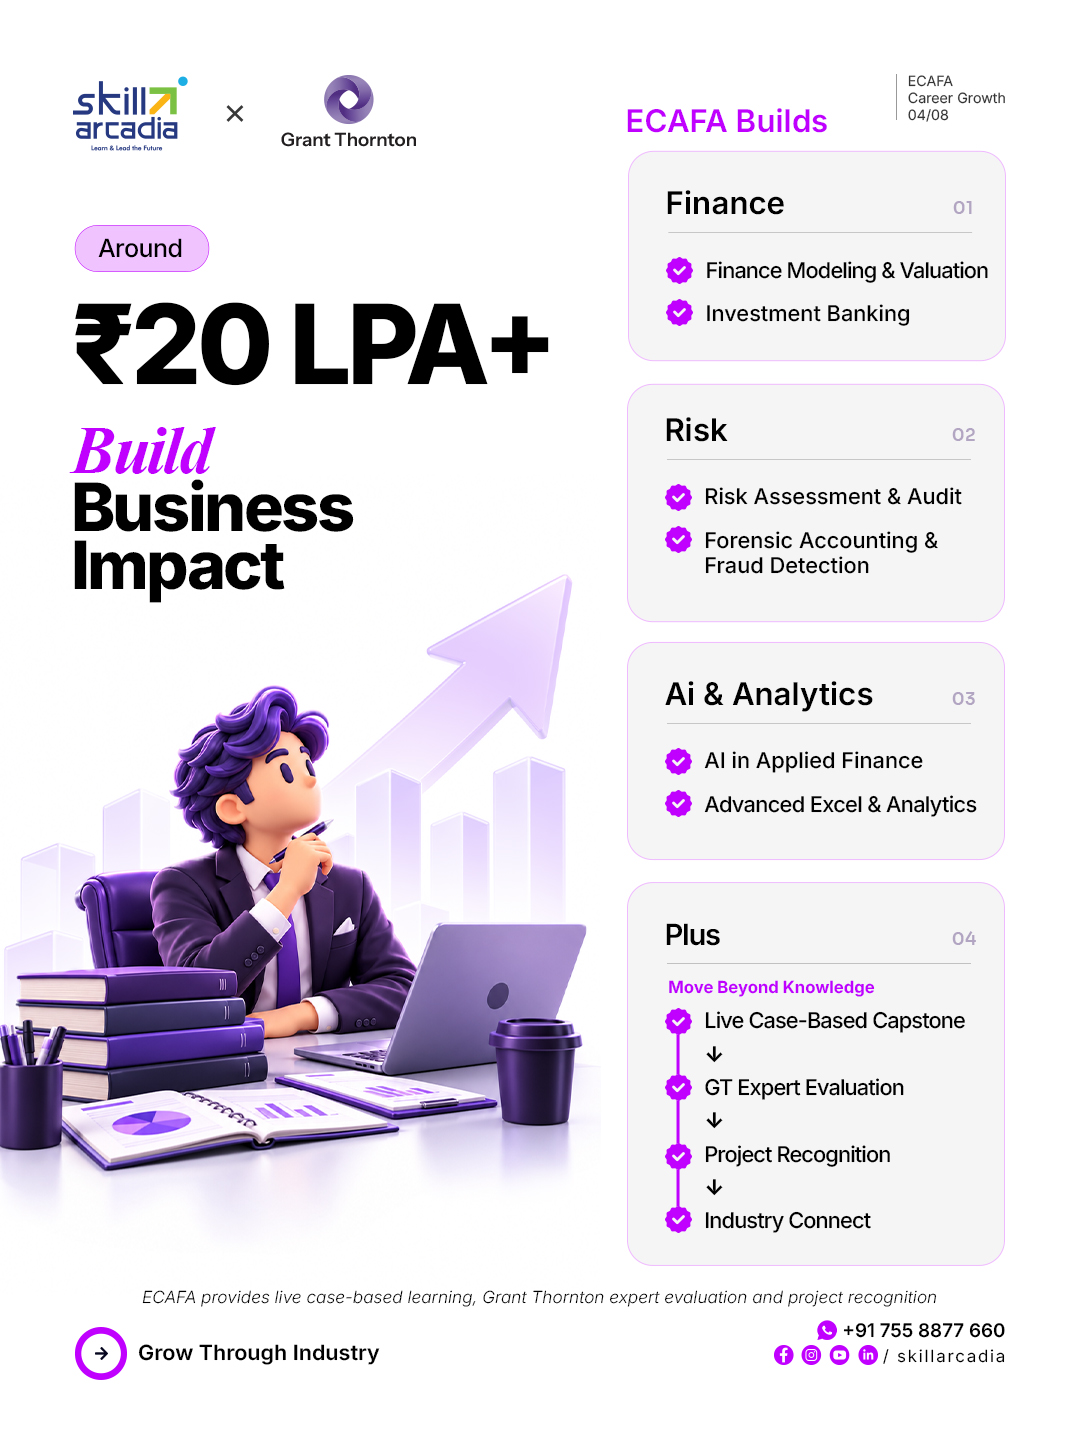 skill
arcadia
Learn & Lead the Future
×
Grant Thornton
ECAFA
Career Growth
04/08
Around
₹20 LPA+
Build
Business
Impact
ECAFA Builds
Finance 01
Finance Modeling & Valuation
Investment Banking
Risk 02
Risk Assessment & Audit
Forensic Accounting &
Fraud Detection
Ai & Analytics 03
AI in Applied Finance
Advanced Excel & Analytics
Plus 04
Move Beyond Knowledge
Live Case-Based Capstone
↓
GT Expert Evaluation
↓
Project Recognition
↓
Industry Connect
ECAFA provides live case-based learning, Grant Thornton expert evaluation and project recognition
→ Grow Through Industry
+91 755 8877 660
/ skillarcadia